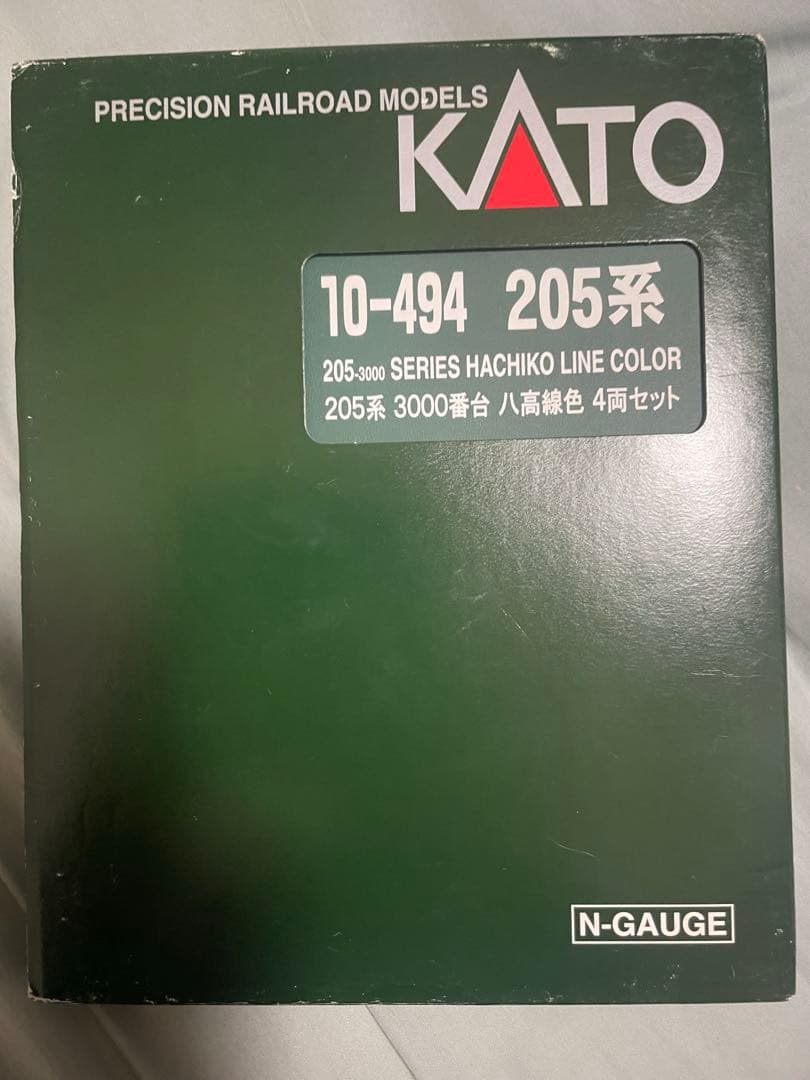 PRECISION RAILROAD MODELS
KATO
10-494 205系
205-3000 SERIES HACHIKO LINE COLOR
205系 3000番台 八高線色 4両セット
N-GAUGE